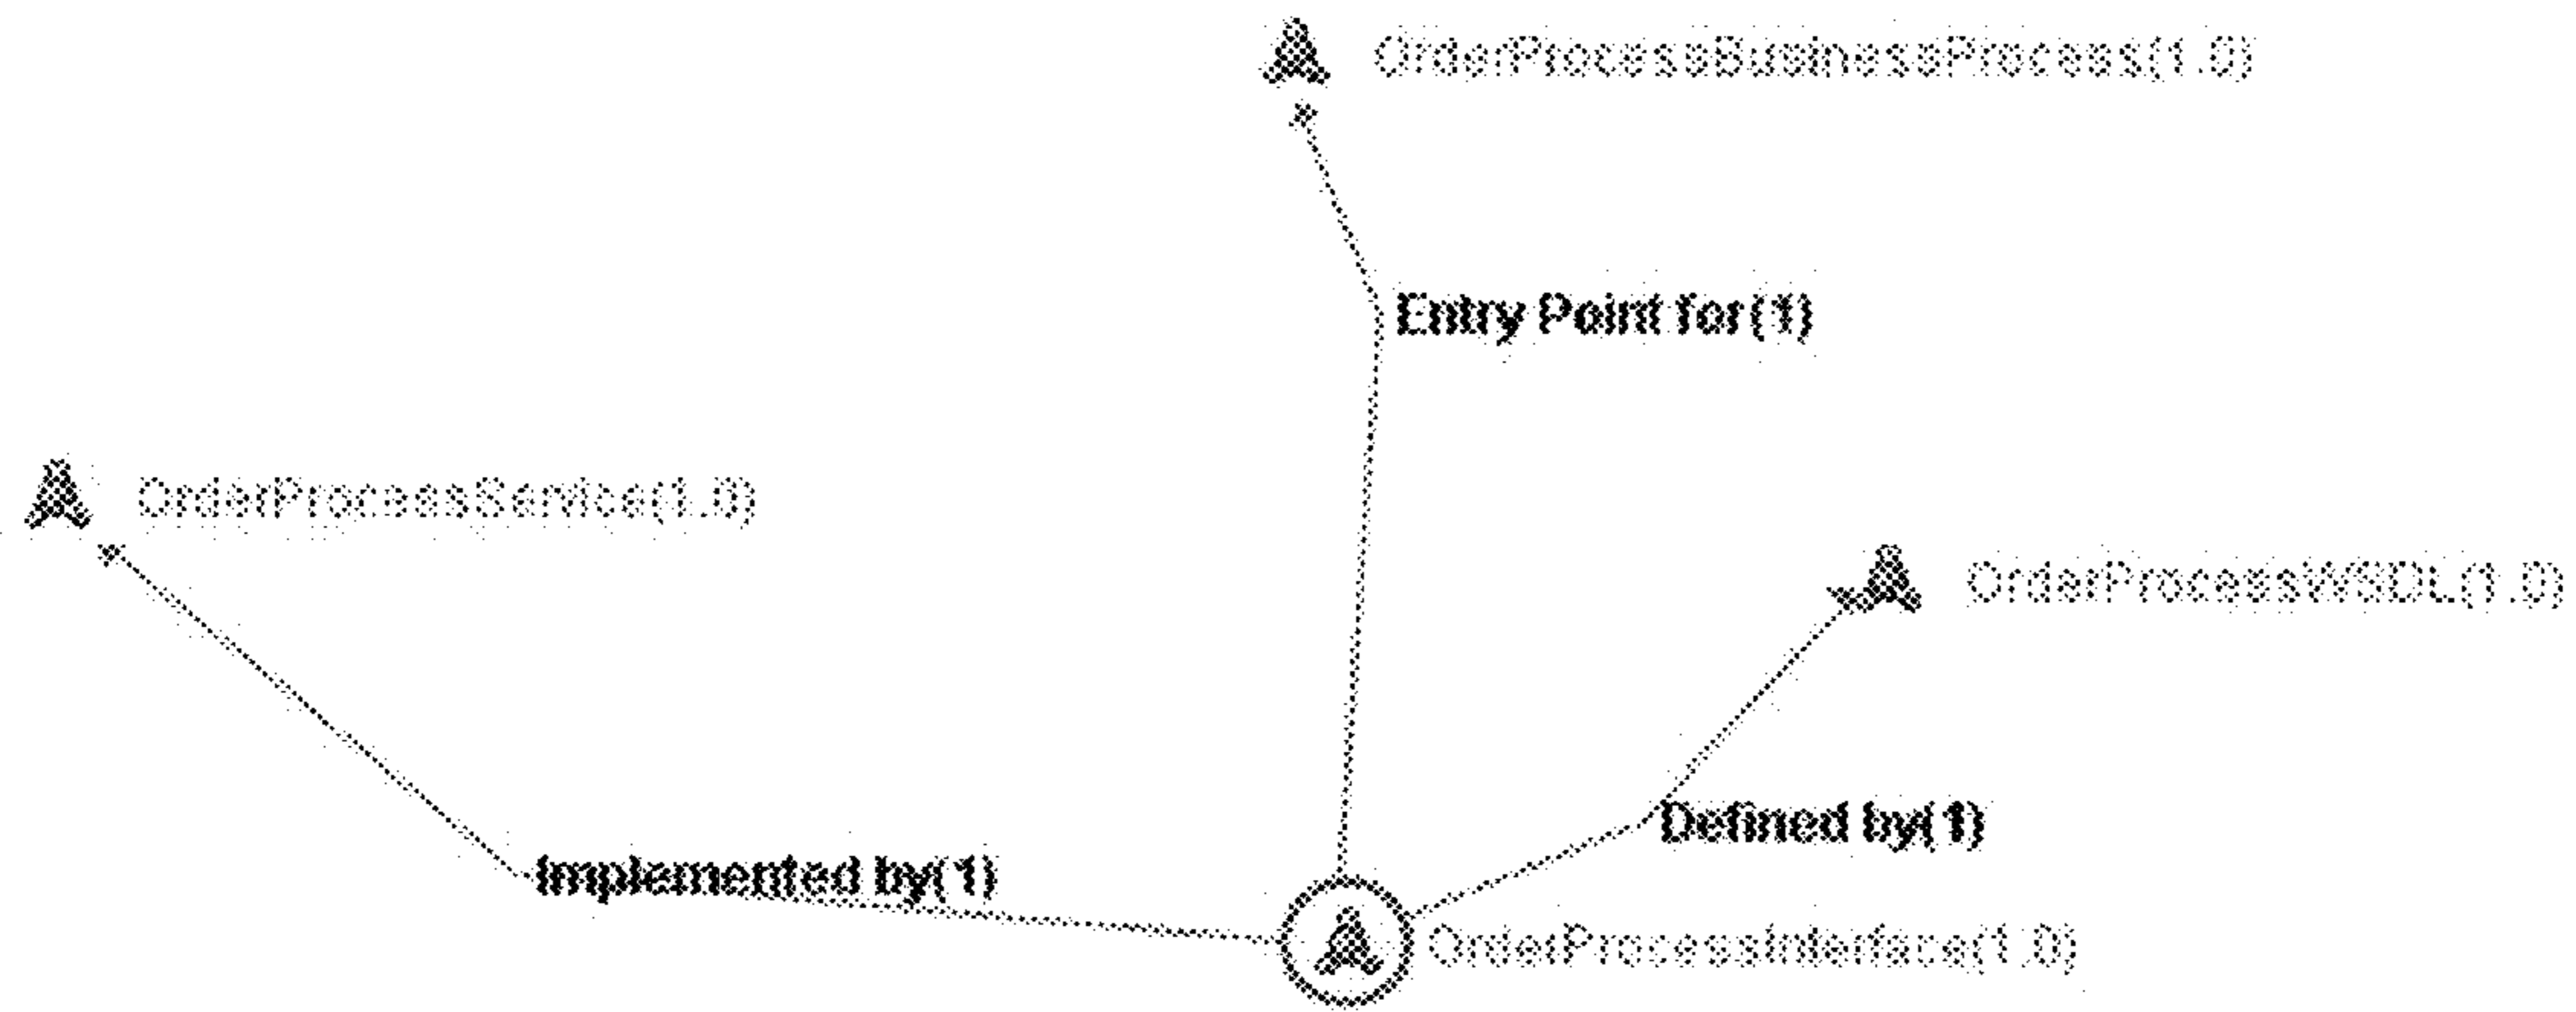 OrderProcessBusinessProcess(1.0)
Entry Point for(1)
OrderProcessService(1.0)
OrderProcessWSDL(1.0)
Defined by(1)
Implemented by(1)
OrderProcessInterface(1.0)